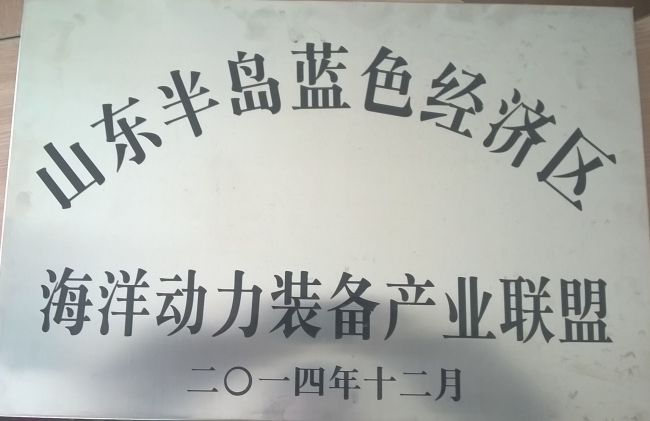 山东半岛蓝色经济区
海洋动力装备产业联盟
二〇一四年十二月